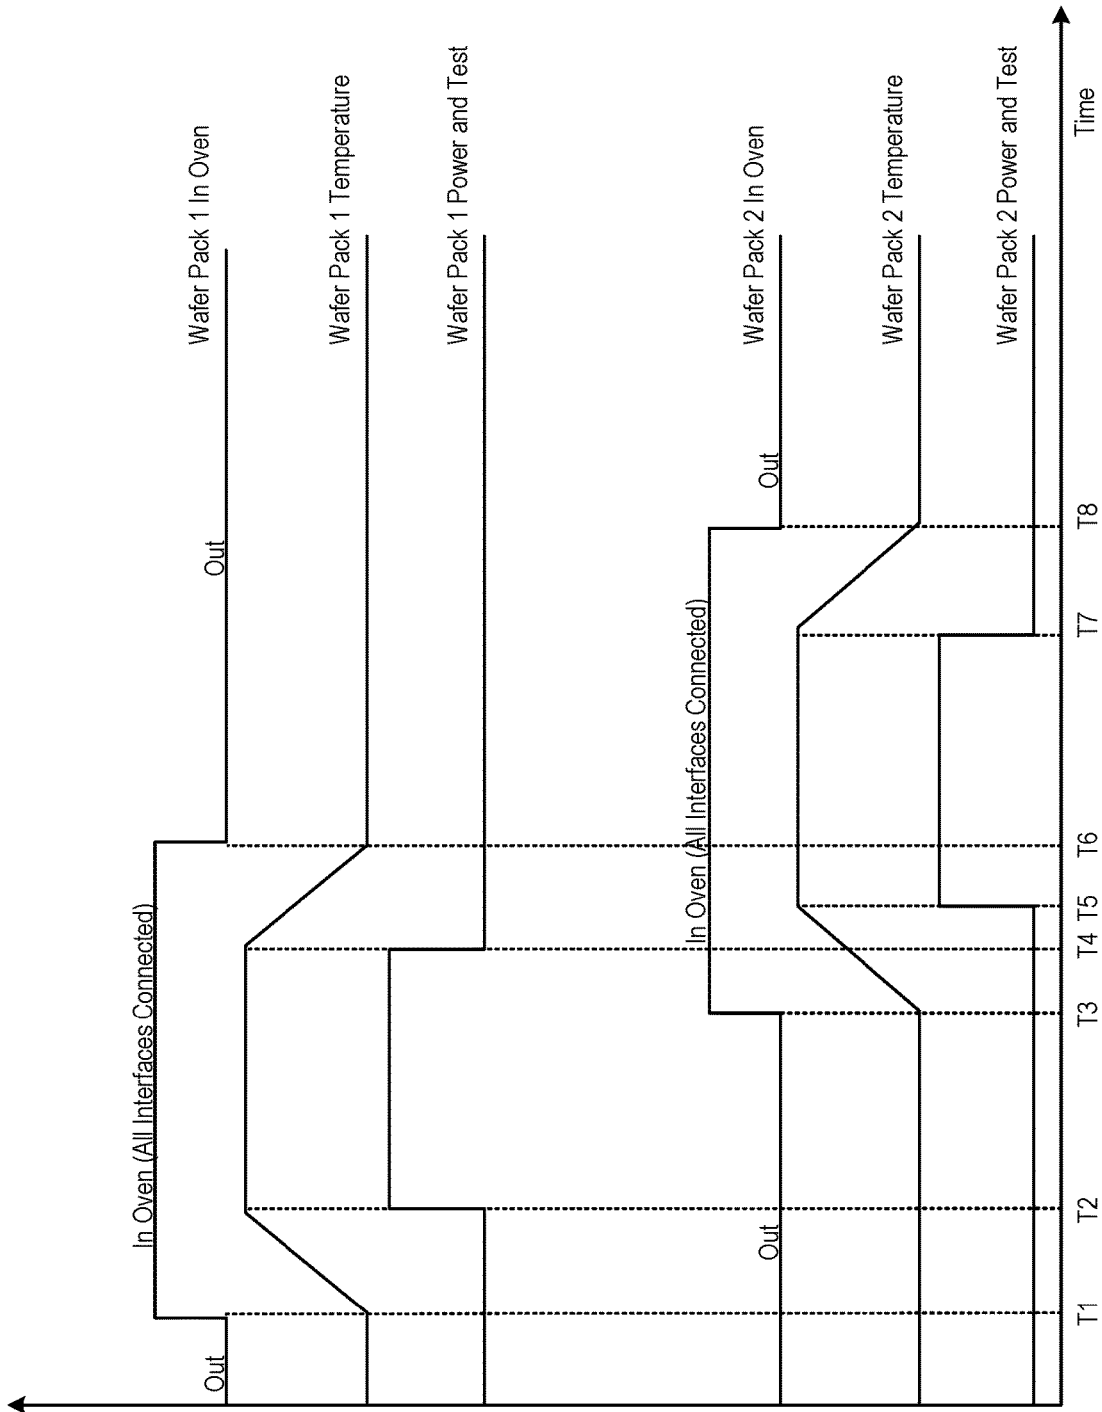 In Oven (All Interfaces Connected)
Out
Out
Wafer Pack 1 In Oven
Wafer Pack 1 Temperature
Wafer Pack 1 Power and Test
In Oven (All Interfaces Connected)
Out
Out
Wafer Pack 2 In Oven
Wafer Pack 2 Temperature
Wafer Pack 2 Power and Test
T1 T2 T3 T4 T5 T6 T7 T8
Time